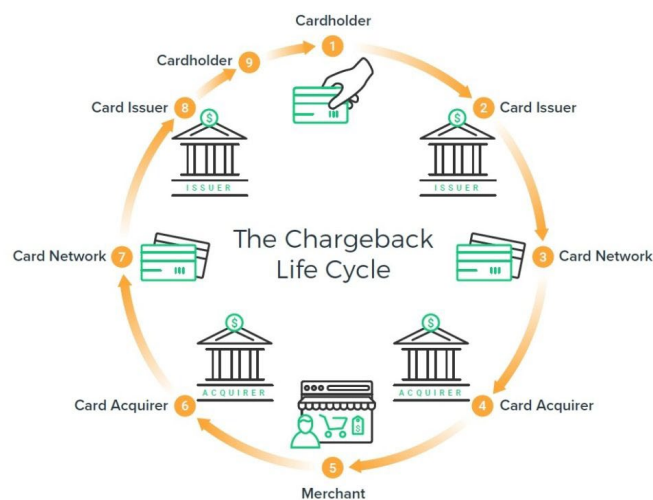 The Chargeback
Life Cycle
Cardholder
1
2 Card Issuer
$
ISSUER
3 Card Network
4 Card Acquirer
$
ACQUIRER
5
Merchant
$
Card Acquirer 6
$
ACQUIRER
Card Network 7
Card Issuer 8
$
ISSUER
Cardholder 9